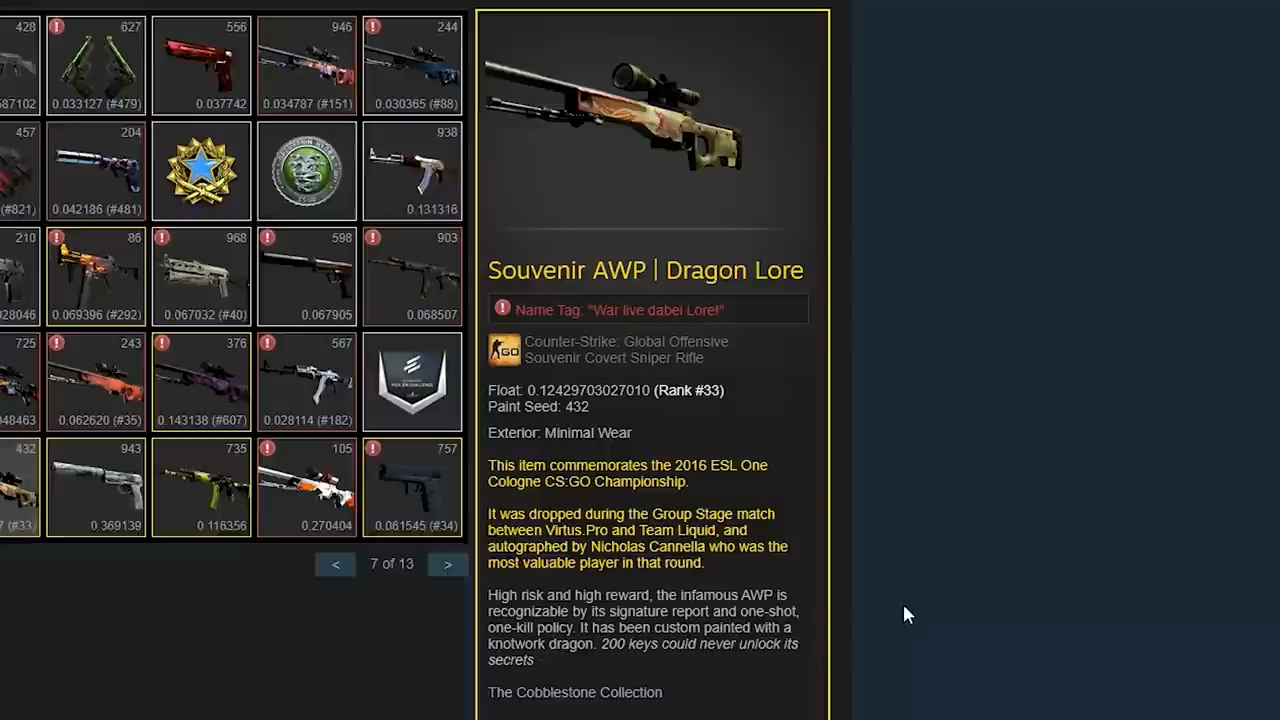 428
627
556
946
244
587102
0.033127 (#479)
0.037742
0.034787 (#151)
0.030365 (#88)
457
204
938
(#821)
0.042186 (#481)
0.131316
210
86
968
598
903
028046
0.069396 (#292)
0.067032 (#40)
0.067905
0.068507
725
243
376
567
048463
0.062620 (#35)
0.143138 (#607)
0.028114 (#182)
432
943
735
105
757
7 (#33)
0.369139
0.116356
0.270404
0.061545 (#34)
< 7 of 13 >
Souvenir AWP | Dragon Lore
Name Tag: "War live dabei Lore!"
GO
Counter-Strike: Global Offensive
Souvenir Covert Sniper Rifle
Float: 0.12429703027010 (Rank #33)
Paint Seed: 432
Exterior: Minimal Wear
This item commemorates the 2016 ESL One
Cologne CS:GO Championship.
It was dropped during the Group Stage match
between Virtus.Pro and Team Liquid, and
autographed by Nicholas Cannella who was the
most valuable player in that round.
High risk and high reward, the infamous AWP is
recognizable by its signature report and one-shot,
one-kill policy. It has been custom painted with a
knotwork dragon. 200 keys could never unlock its
secrets
The Cobblestone Collection